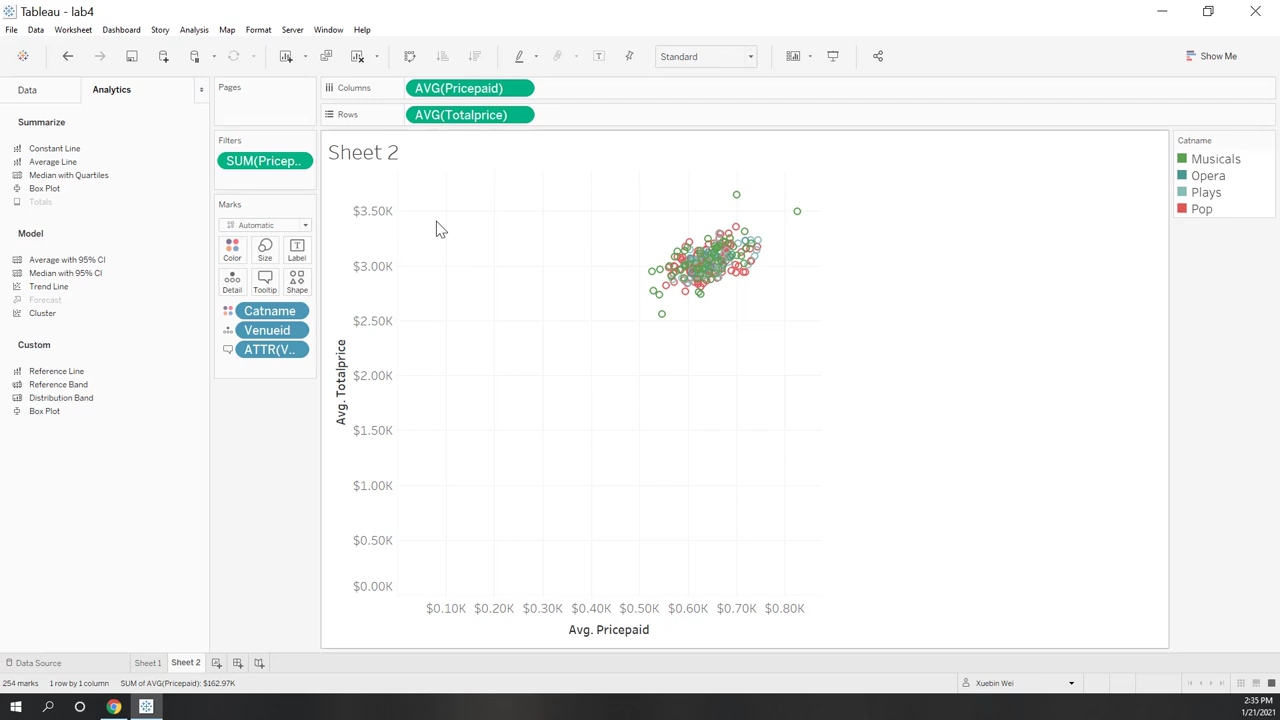 Tableau - lab4
File Data Worksheet Dashboard Story Analysis Map Format Server Window Help
Standard
Show Me
Data Analytics
Summarize
Constant Line
Average Line
Median with Quartiles
Box Plot
Totals
Model
Average with 95% CI
Median with 95% CI
Trend Line
Forecast
Cluster
Custom
Reference Line
Reference Band
Distribution Band
Box Plot
Pages
Filters
SUM(Pricep..
Marks
Automatic
Color Size Label
Detail Tooltip Shape
Catname
Venueid
ATTR(V..
Columns AVG(Pricepaid)
Rows AVG(Totalprice)
Sheet 2
$3.50K
$3.00K
$2.50K
$2.00K
$1.50K
$1.00K
$0.50K
$0.00K
Avg. Totalprice
$0.10K $0.20K $0.30K $0.40K $0.50K $0.60K $0.70K $0.80K
Avg. Pricepaid
Catname
Musicals
Opera
Plays
Pop
Data Source Sheet 1 Sheet 2
254 marks 1 row by 1 column SUM of AVG(Pricepaid): $162.97K Xuebin Wei
2:35 PM
1/21/2021